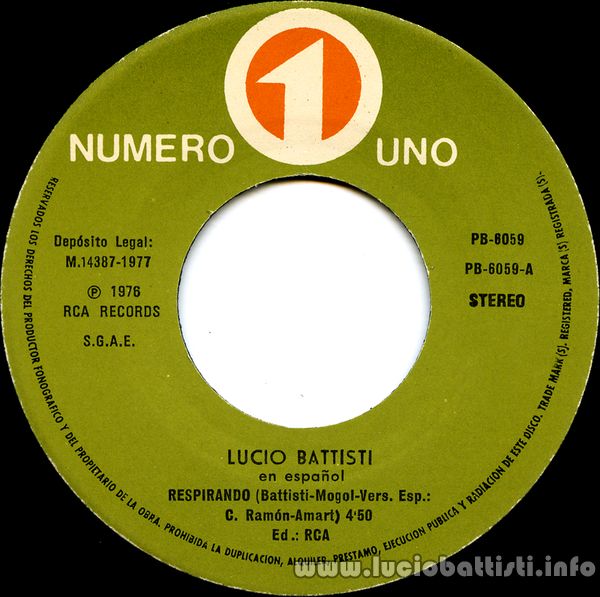 1
NUMERO UNO
Depósito Legal:
M.14387-1977
Ⓟ 1976
RCA RECORDS
S.G.A.E.
PB-6059
PB-6059-A
STEREO
LUCIO BATTISTI
en español
RESPIRANDO (Battisti-Mogol-Vers. Esp.:
C. Ramón-Amart) 4'50
Ed.: RCA
RESERVADOS LOS DERECHOS DEL PRODUCTOR FONOGRAFICO Y DEL PROPIETARIO DE LA OBRA. PROHIBIDA LA DUPLICACION, ALQUILER, PRESTAMO, EJECUCION PUBLICA Y RADIACION DE ESTE DISCO. TRADE MARK (S). REGISTERED, MARCA (S) REGISTRADA (S).
www.luciobattisti.info